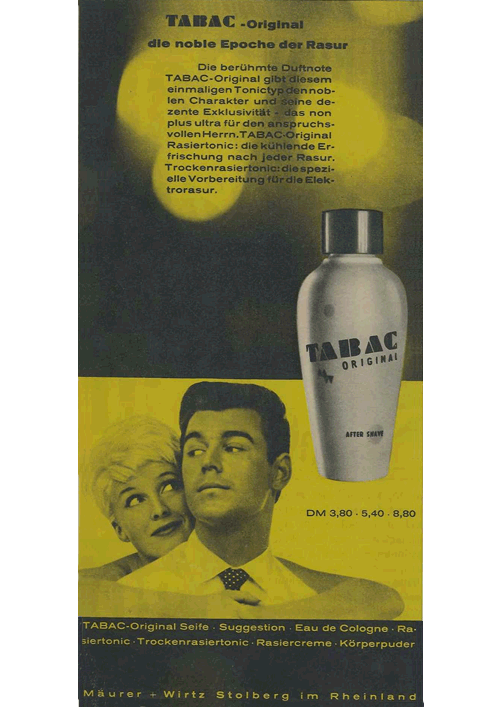 TABAC -Original
die noble Epoche der Rasur
Die berühmte Duftnote
TABAC-Original gibt diesem
einmaligen Tonictyp den nob-
len Charakter und seine de-
zente Exklusivität - das non
plus ultra für den anspruchs-
vollen Herrn. TABAC-Original
Rasiertonic: die kühlende Er-
frischung nach jeder Rasur.
Trockenrasiertonic: die spezi-
elle Vorbereitung für die Elek-
trorasur.
TABAC
ORIGINAL
AFTER SHAVE
DM 3,80 · 5,40 · 8,80
TABAC-Original Seife · Suggestion · Eau de Cologne · Ra-
siertonic · Trockenrasiertonic · Rasiercreme · Körperpuder
Mäurer + Wirtz Stolberg im Rheinland